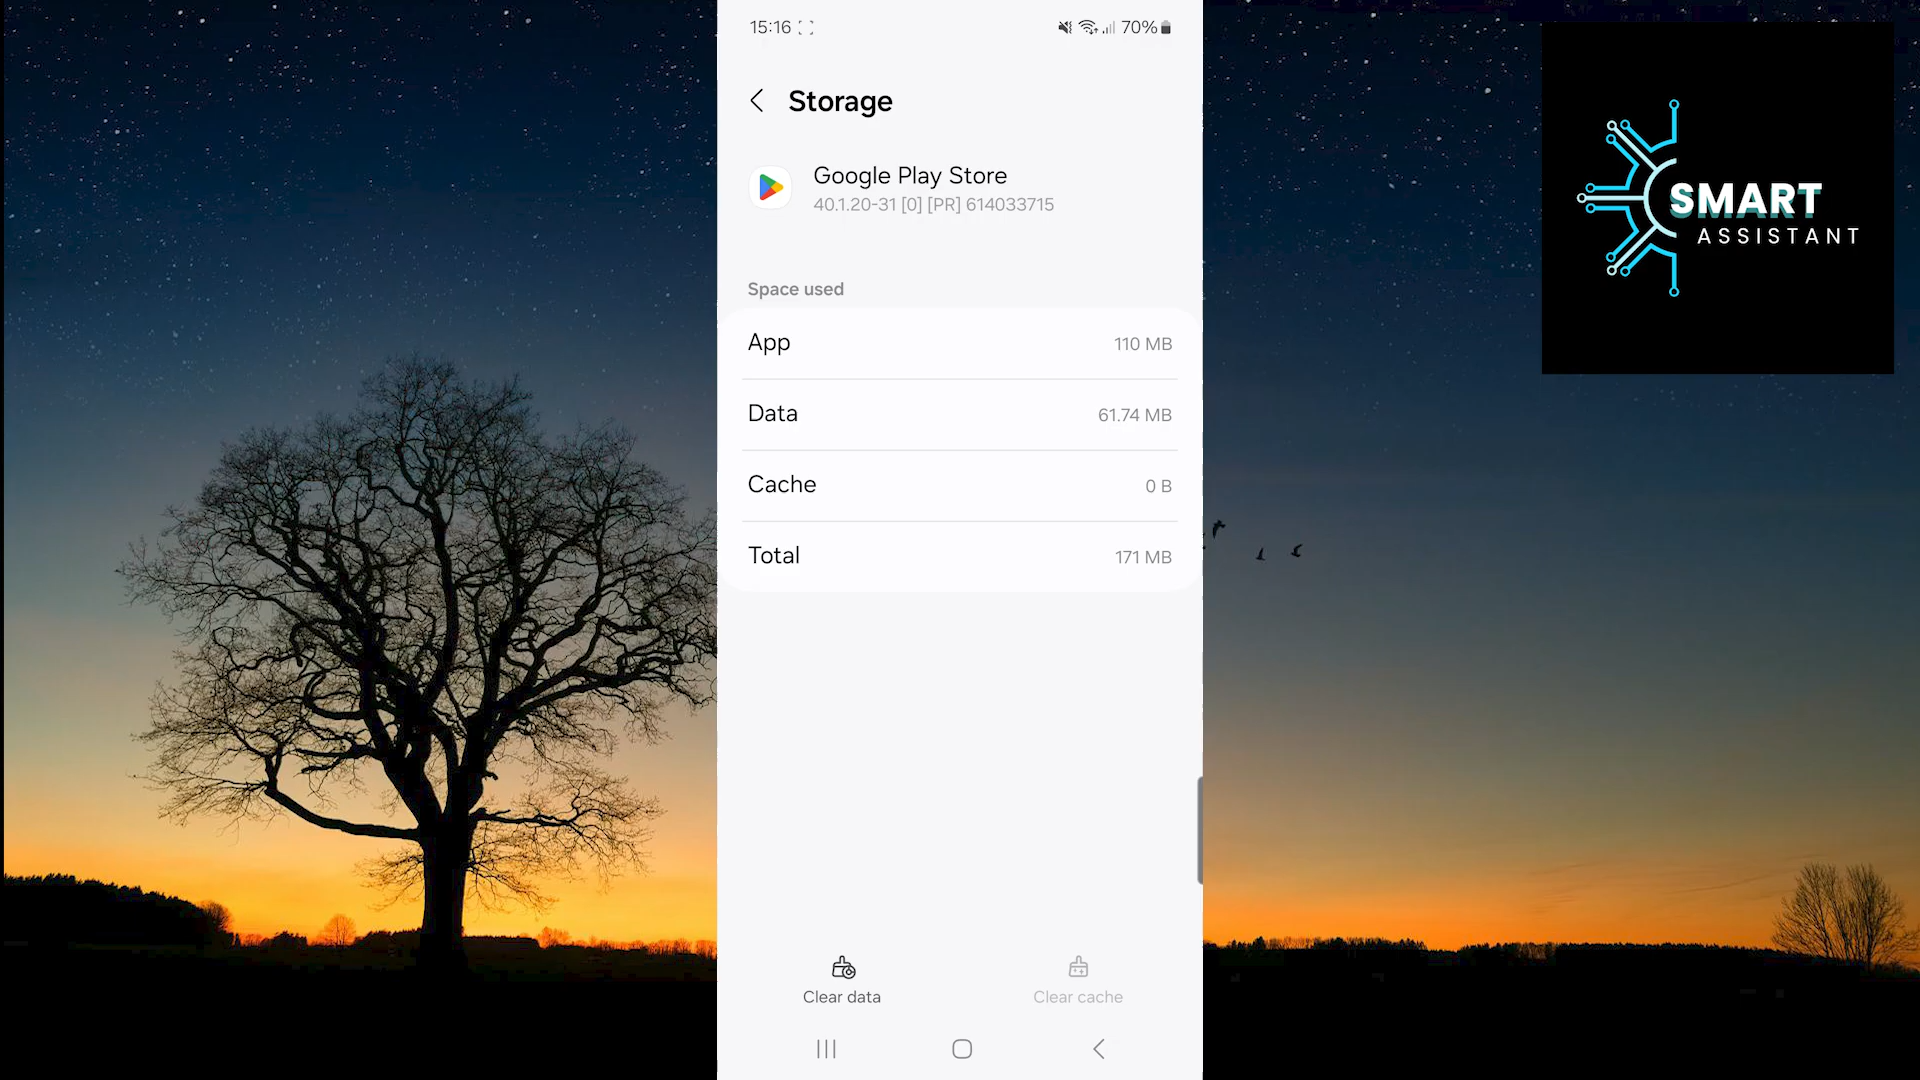 15:16
70%
Storage
Google Play Store
40.1.20-31 [0] [PR] 614033715
Space used
App 110 MB
Data 61.74 MB
Cache 0 B
Total 171 MB
Clear data
Clear cache
SMART
ASSISTANT